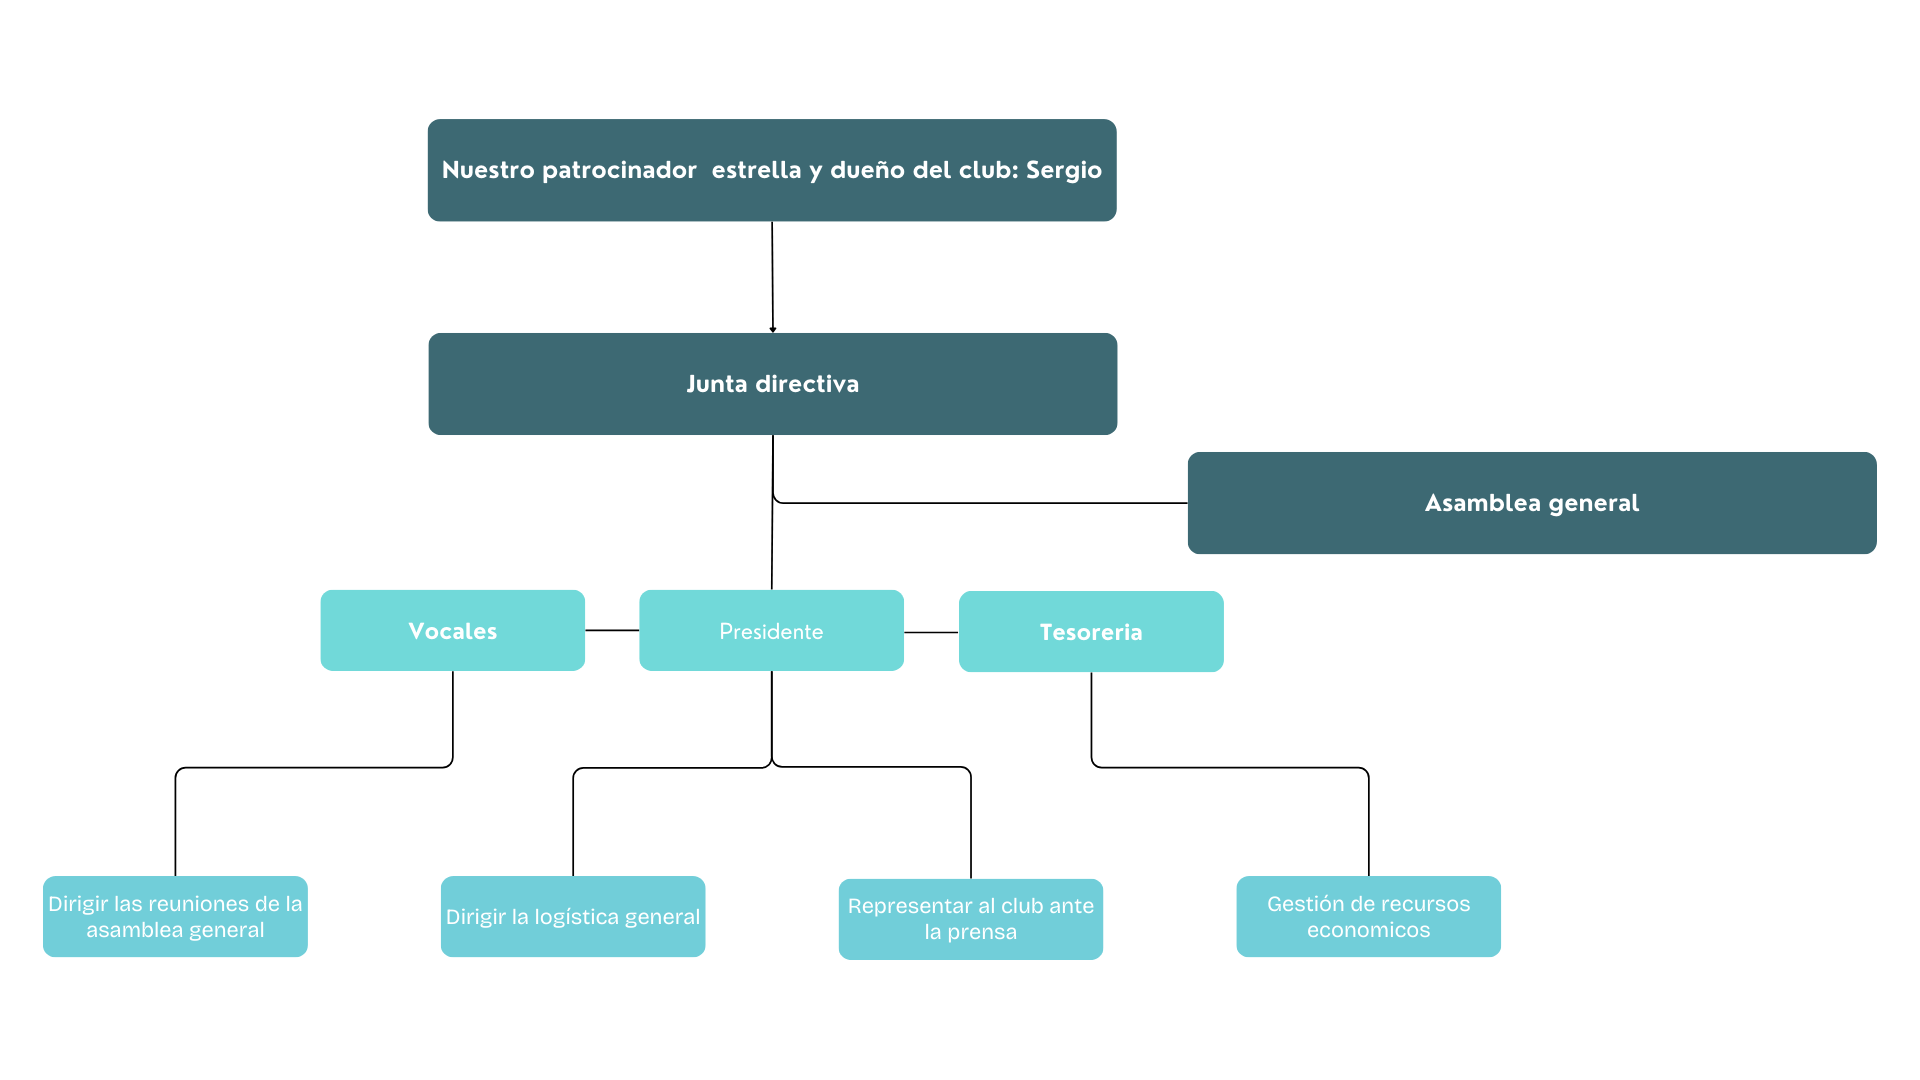 Nuestro patrocinador  estrella y dueño del club: Sergio
Junta directiva
Asamblea general
Vocales
Presidente
Tesoreria
Dirigir las reuniones de la
asamblea general
Dirigir la logística general
Representar al club ante
la prensa
Gestión de recursos
economicos